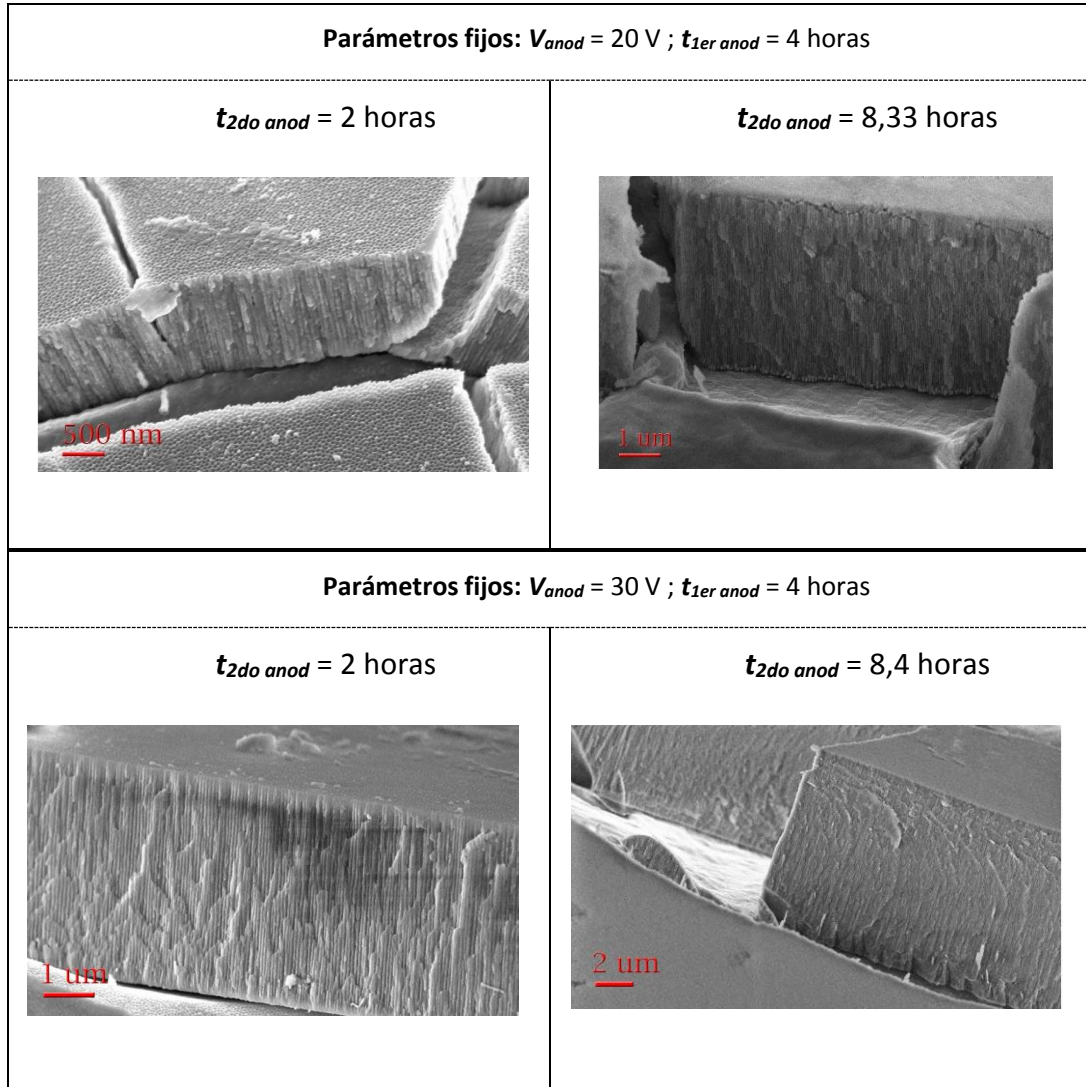 Parámetros fijos: Vanod = 20 V ; t1er anod = 4 horas
t2do anod = 2 horas
t2do anod = 8,33 horas
500 nm
1 um
Parámetros fijos: Vanod = 30 V ; t1er anod = 4 horas
t2do anod = 2 horas
t2do anod = 8,4 horas
1 um
2 um